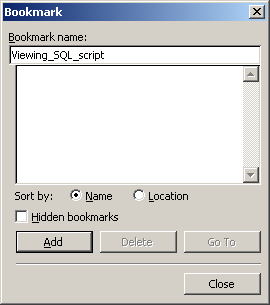 Bookmark
Bookmark name:
Viewing_SQL_script
Sort by: Name Location
Hidden bookmarks
Add Delete Go To
Close